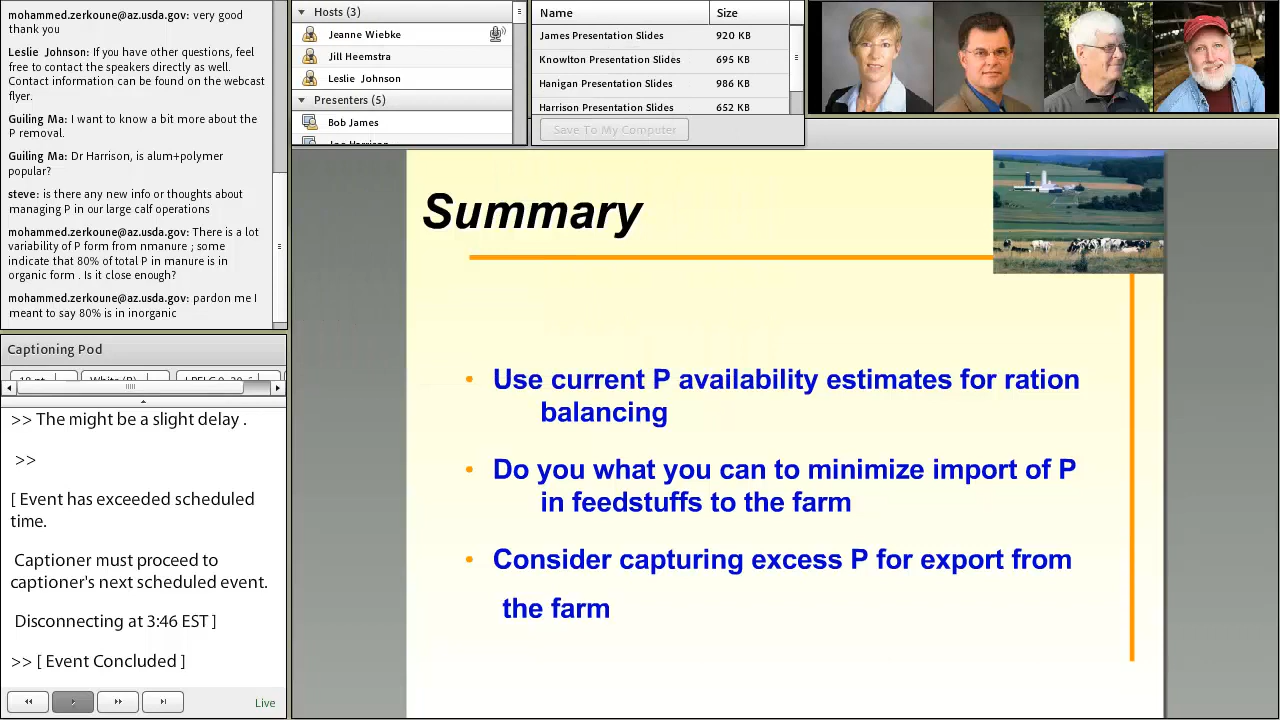 mohammed.zerkoune@az.usda.gov: very good
thank you
Leslie Johnson: If you have other questions, feel
free to contact the speakers directly as well.
Contact information can be found on the webcast
flyer.
Guiling Ma: I want to know a bit more about the
P removal.
Guiling Ma: Dr Harrison, is alum+polymer
popular?
steve: is there any new info or thoughts about
managing P in our large calf operations
mohammed.zerkoune@az.usda.gov: There is a lot
variability of P form from nmanure ; some
indicate that 80% of total P in manure is in
organic form . Is it close enough?
mohammed.zerkoune@az.usda.gov: pardon me I
meant to say 80% is in inorganic
Captioning Pod
>> The might be a slight delay .
>>
[ Event has exceeded scheduled
time.
Captioner must proceed to
captioner's next scheduled event.
Disconnecting at 3:46 EST ]
>> [ Event Concluded ]
Live
Hosts (3)
Jeanne Wiebke
Jill Heemstra
Leslie Johnson
Presenters (5)
Bob James
Name Size
James Presentation Slides 920 KB
Knowlton Presentation Slides 695 KB
Hanigan Presentation Slides 986 KB
Harrison Presentation Slides 652 KB
Save To My Computer
Summary
• Use current P availability estimates for ration
balancing
• Do you what you can to minimize import of P
in feedstuffs to the farm
• Consider capturing excess P for export from
the farm